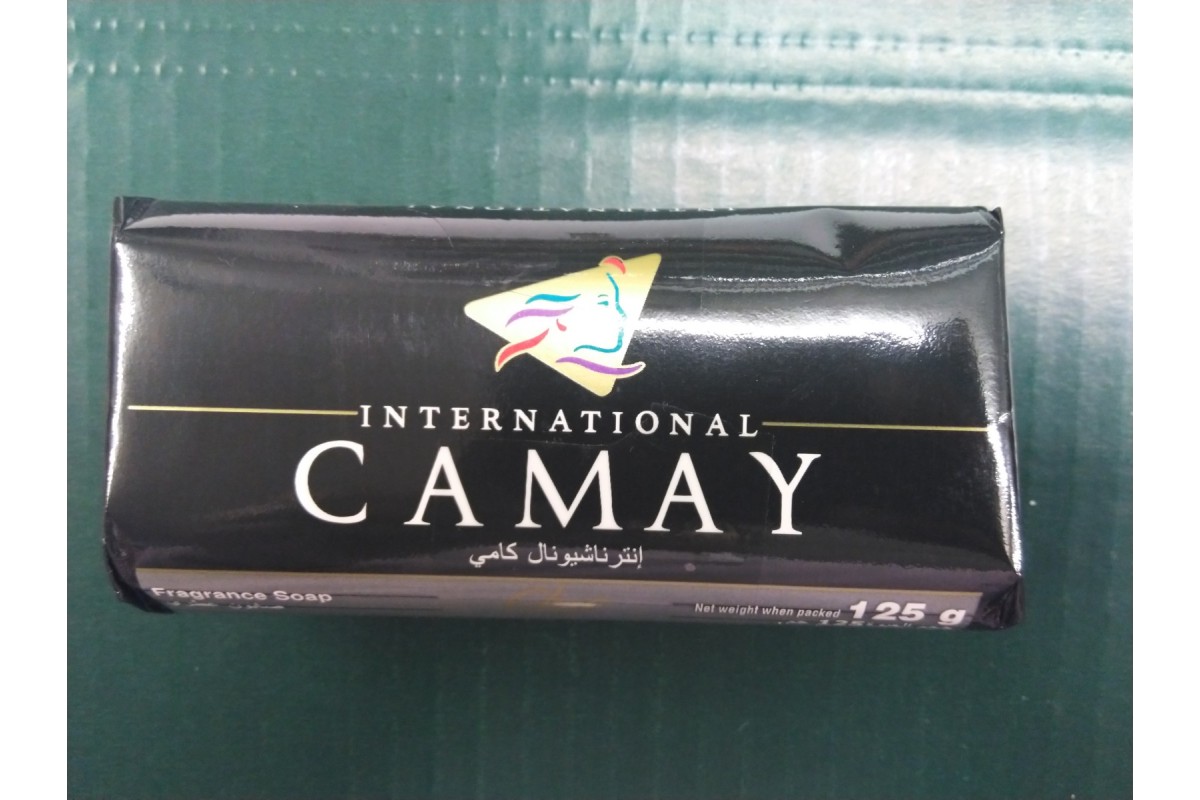 INTERNATIONAL
CAMAY
إنترناشيونال كامي
Fragrance Soap
Net weight when packed 125 g